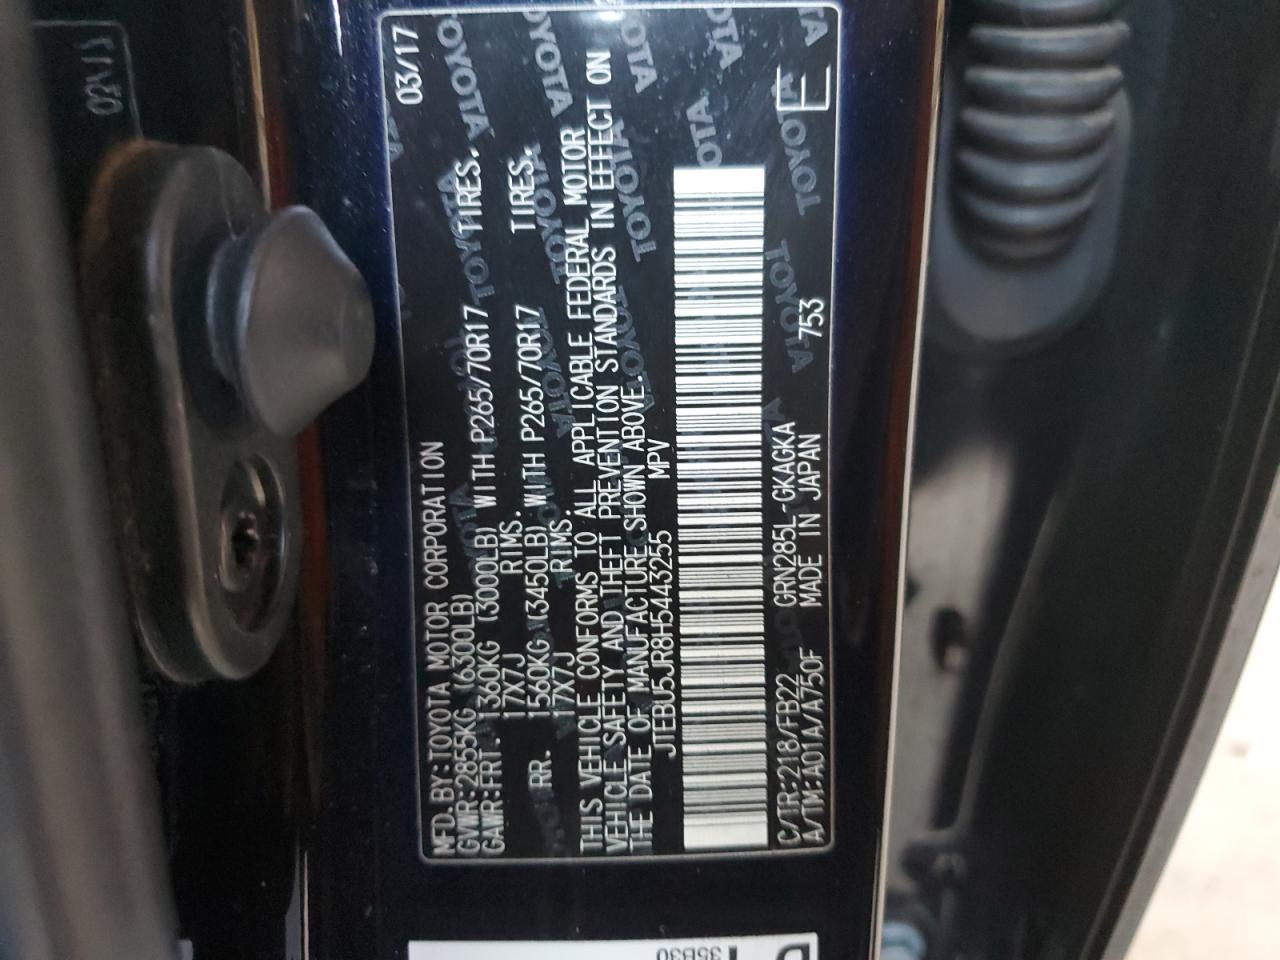 MFD.BY:TOYOTA MOTOR CORPORATION 03/17
GVWR:2855KG (6300LB)
GAWR:FRT. 1360KG (3000LB) WITH P265/70R17 TIRES.
17X7J RIMS.
RR. 1560KG (3450LB) WITH P265/70R17 TIRES.
17X7J RIMS.
THIS VEHICLE CONFORMS TO ALL APPLICABLE FEDERAL MOTOR
VEHICLE SAFETY AND THEFT PREVENTION STANDARDS IN EFFECT ON
THE DATE OF MANUFACTURE SHOWN ABOVE.
JTEBU5JR8H5443255 MPV
C/TR:218/FB22 GRN285L-GKAGKA
A/TM:A01A/A750F MADE IN JAPAN 753 E
35B30